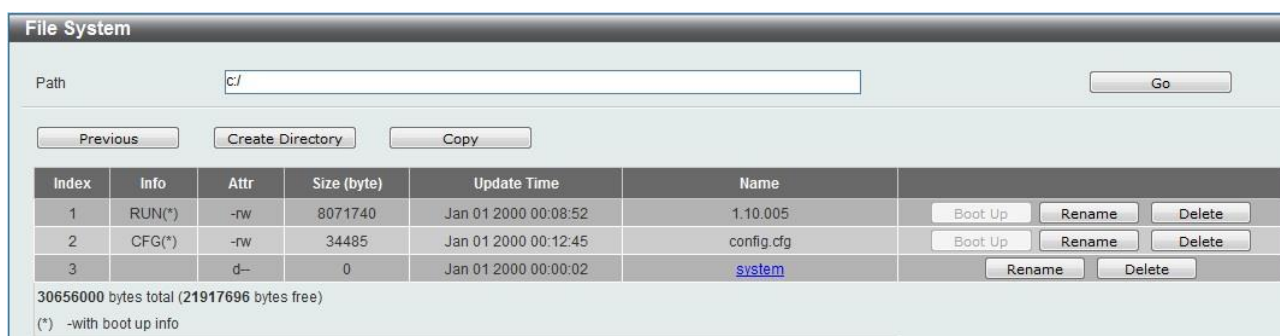 File System
Path c:/ Go
Previous Create Directory Copy
Index Info Attr Size (byte) Update Time Name
1 RUN(*) -rw 8071740 Jan 01 2000 00:08:52 1.10.005 Boot Up Rename Delete
2 CFG(*) -rw 34485 Jan 01 2000 00:12:45 config.cfg Boot Up Rename Delete
3 d-- 0 Jan 01 2000 00:00:02 system Rename Delete
30656000 bytes total (21917696 bytes free)
(*) -with boot up info